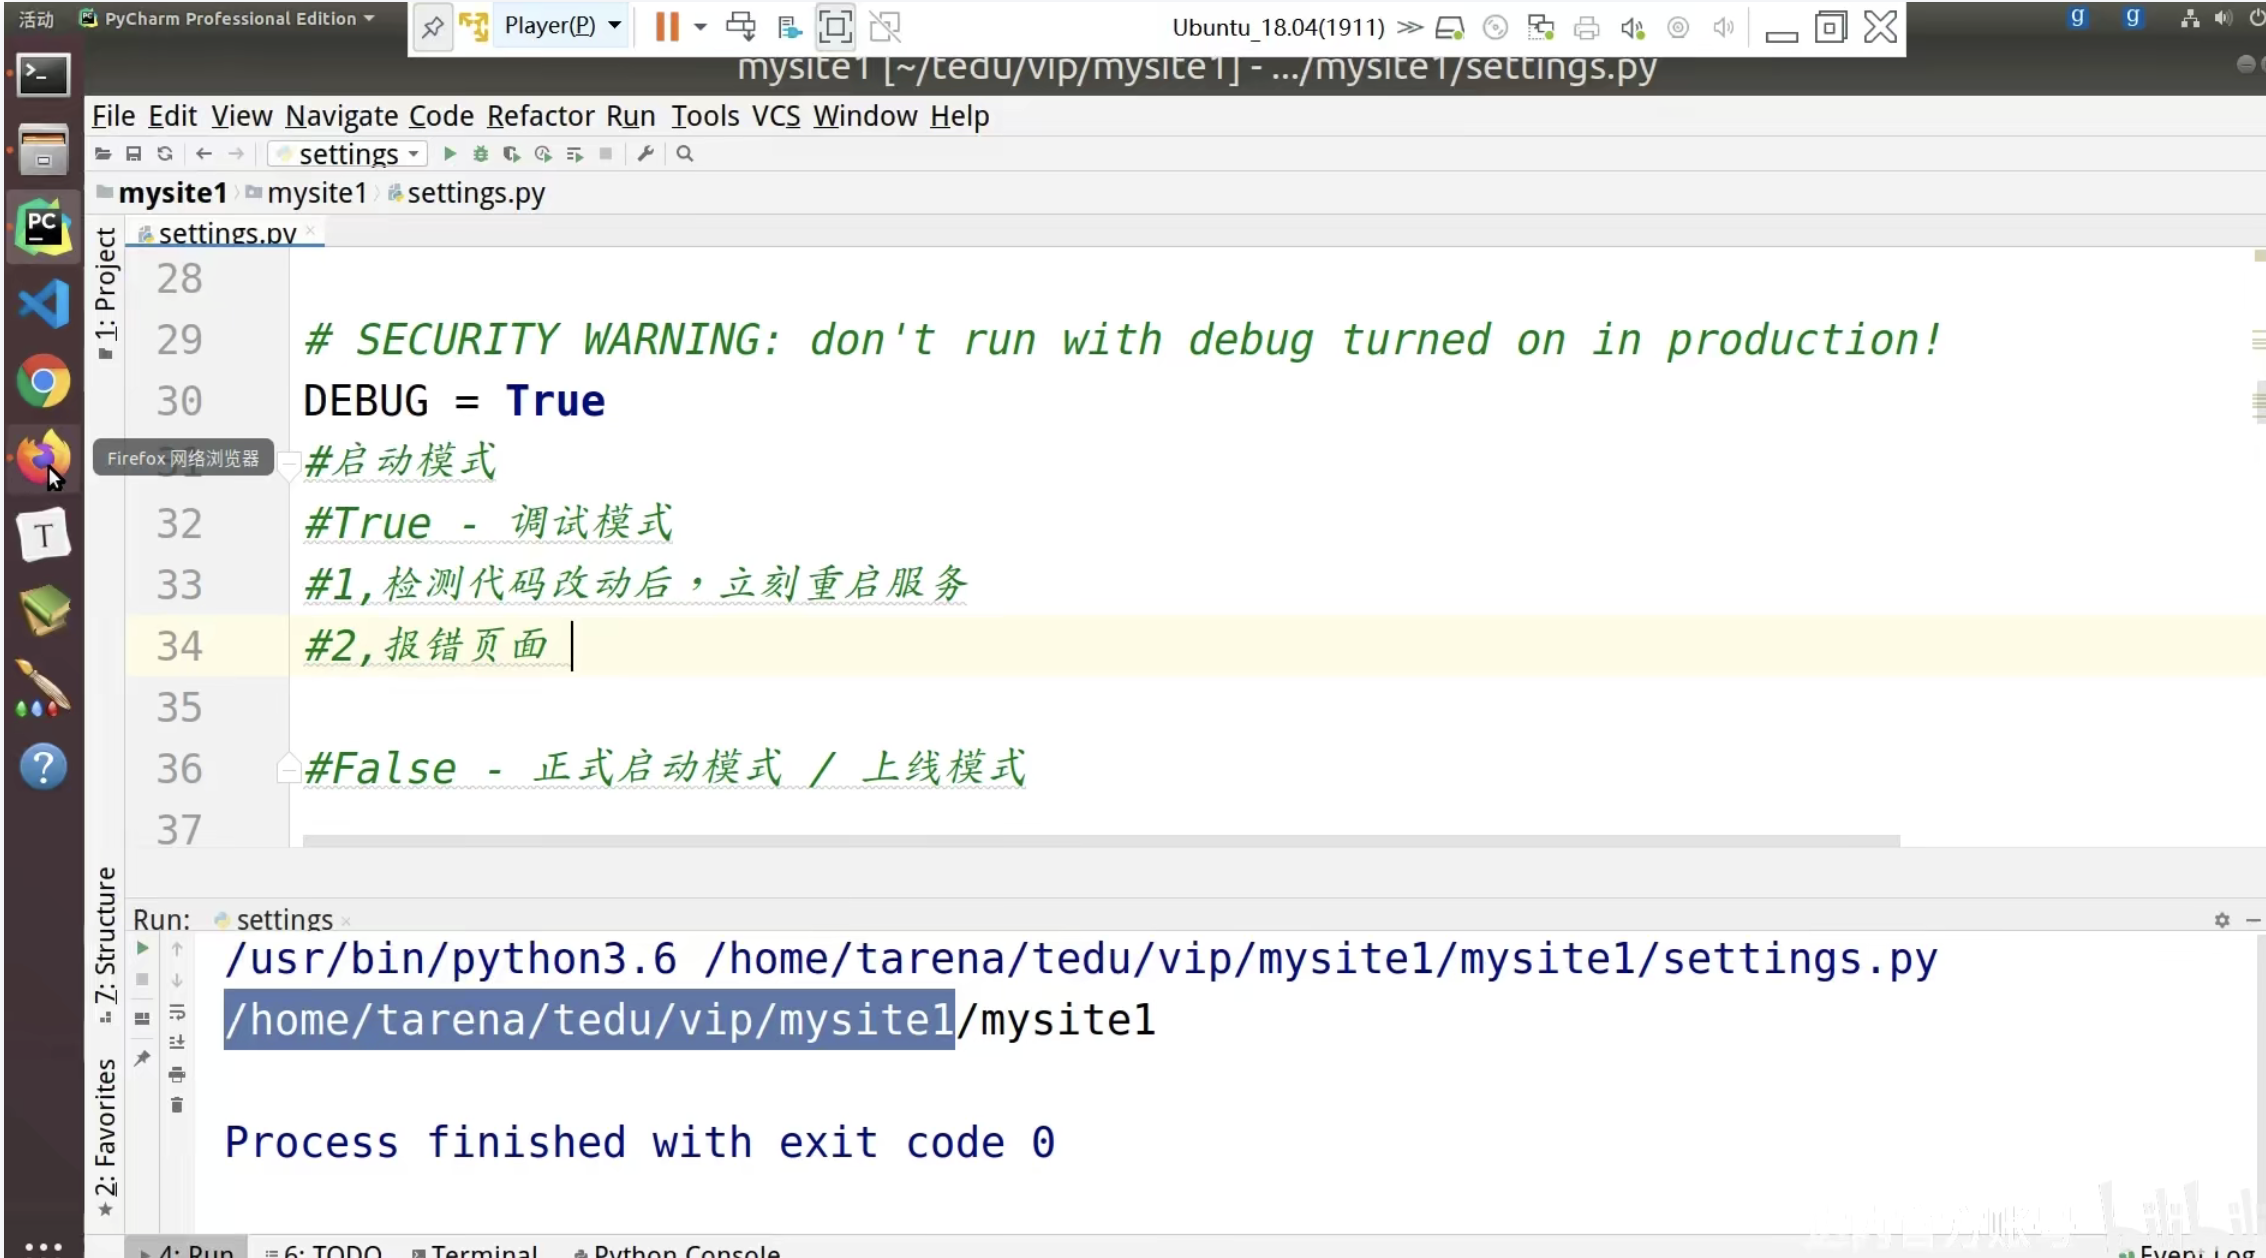 活动 PyCharm Professional Edition
Player(P) Ubuntu_18.04(1911)
g g
mysite1 [~/tedu/vip/mysite1] - .../mysite1/settings.py
File Edit View Navigate Code Refactor Run Tools VCS Window Help
settings
mysite1 mysite1 settings.py
settings.py
1: Project
28
29 # SECURITY WARNING: don't run with debug turned on in production!
30 DEBUG = True
Firefox 网络浏览器
31 #启动模式
32 #True - 调试模式
33 #1,检测代码改动后，立刻重启服务
34 #2,报错页面
35
36 #False - 正式启动模式 / 上线模式
37
7: Structure
2: Favorites
Run: settings
/usr/bin/python3.6 /home/tarena/tedu/vip/mysite1/mysite1/settings.py
/home/tarena/tedu/vip/mysite1/mysite1
Process finished with exit code 0
4: Run 6: TODO Terminal Python Console Event Log